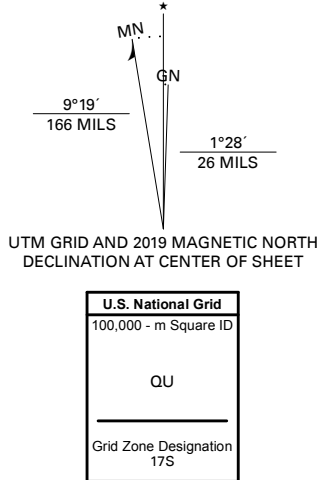 ★
MN
GN
9°19´
166 MILS
1°28´
26 MILS
UTM GRID AND 2019 MAGNETIC NORTH
DECLINATION AT CENTER OF SHEET
U.S. National Grid
100,000 - m Square ID
QU
Grid Zone Designation
17S